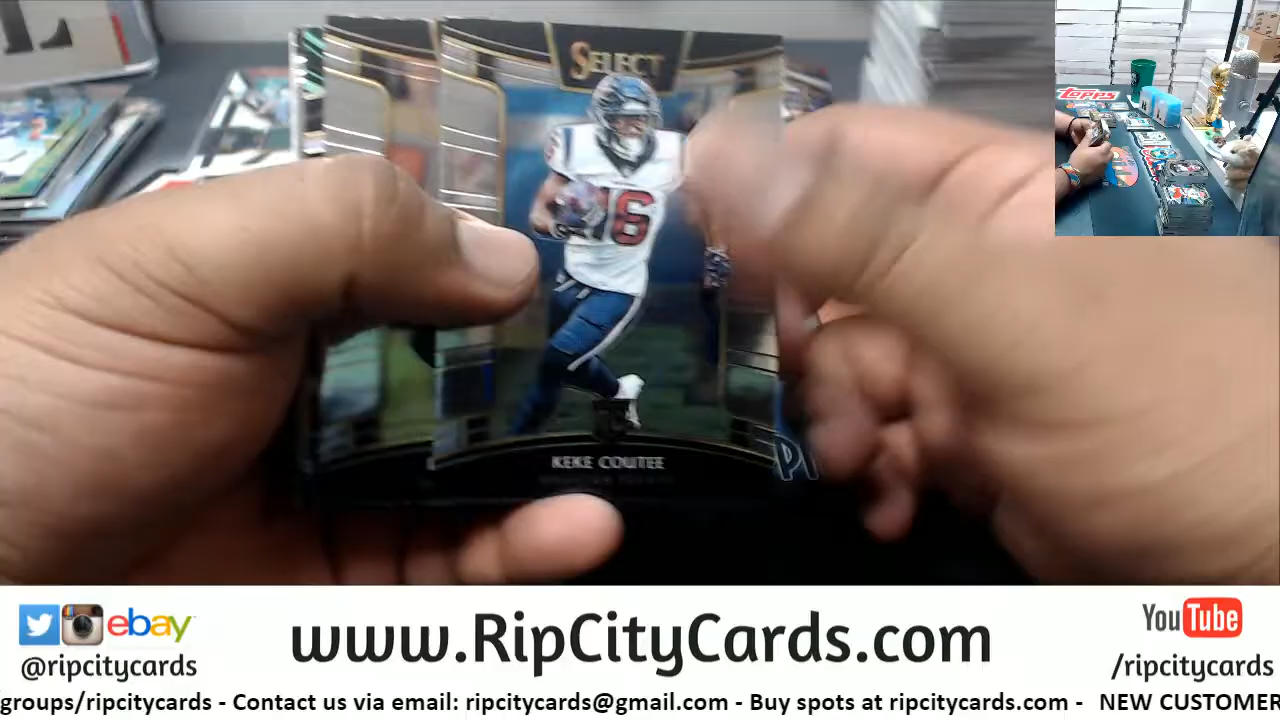 SELECT
16
KEKE COUTEE
topps
ebay
@ripcitycards
www.RipCityCards.com
YouTube
/ripcitycards
groups/ripcitycards - Contact us via email: ripcitycards@gmail.com - Buy spots at ripcitycards.com - NEW CUSTOMER